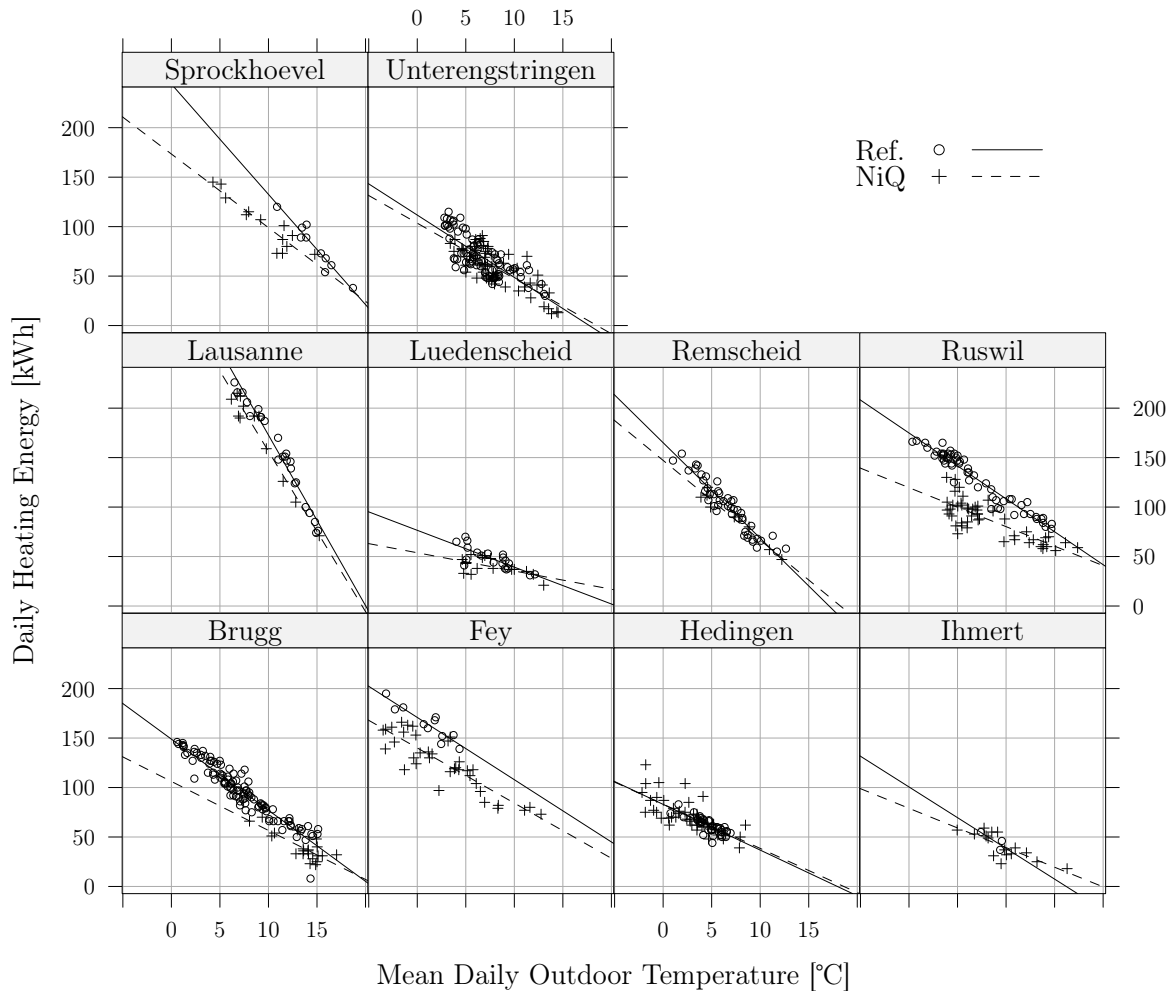 0 5 10 15
Sprockhoevel Unterengstringen
200
150
100
50
0
Ref.
NiQ
Lausanne Luedenscheid Remscheid Ruswil
200
150
100
50
0
Brugg Fey Hedingen Ihmert
200
150
100
50
0
0 5 10 15 0 5 10 15
Daily Heating Energy [kWh]
Mean Daily Outdoor Temperature [°C]